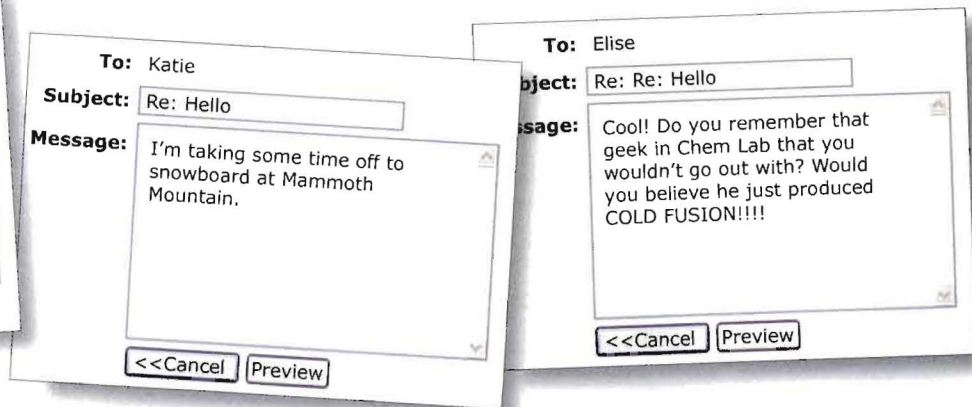 To: Katie
Subject: Re: Hello
Message: I'm taking some time off to
snowboard at Mammoth
Mountain.
<<Cancel Preview
To: Elise
bject: Re: Re: Hello
ssage: Cool! Do you remember that
geek in Chem Lab that you
wouldn't go out with? Would
you believe he just produced
COLD FUSION!!!!
<<Cancel Preview